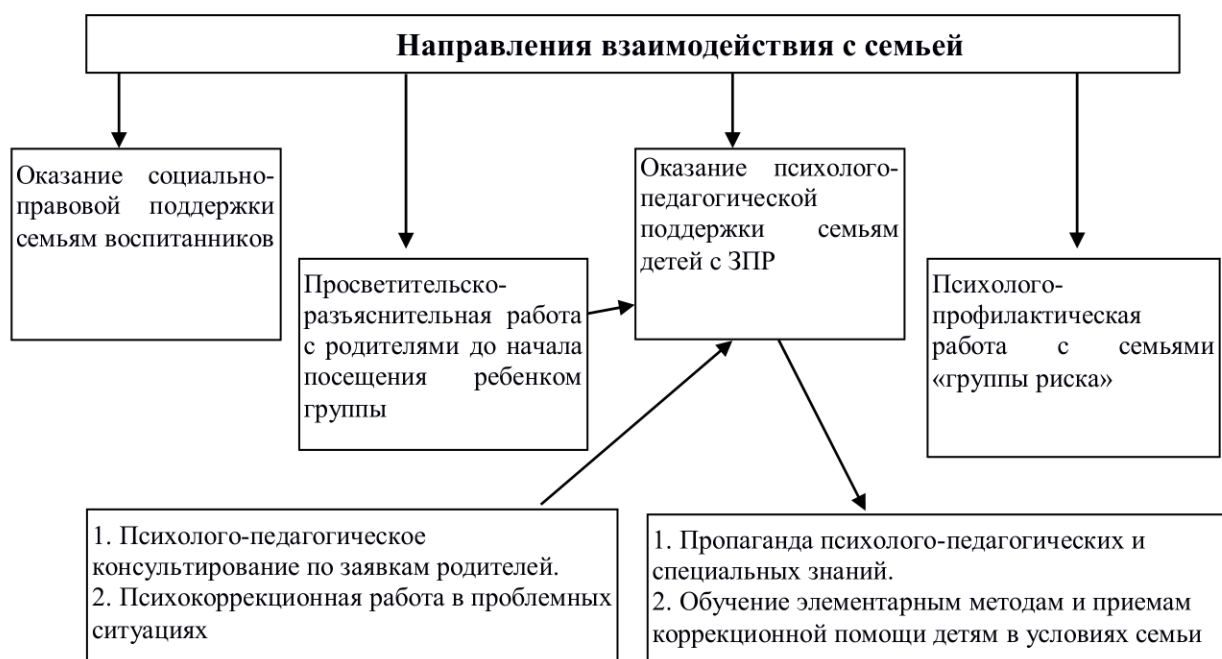 Направления взаимодействия с семьей
Оказание социально-
правовой поддержки
семьям воспитанников
Просветительско-
разъяснительная работа
с родителями до начала
посещения ребенком
группы
Оказание психолого-
педагогической
поддержки семьям
детей с ЗПР
Психолого-
профилактическая
работа с семьями
«группы риска»
1. Психолого-педагогическое
консультирование по заявкам родителей.
2. Психокоррекционная работа в проблемных
ситуациях
1. Пропаганда психолого-педагогических и
специальных знаний.
2. Обучение элементарным методам и приемам
коррекционной помощи детям в условиях семьи